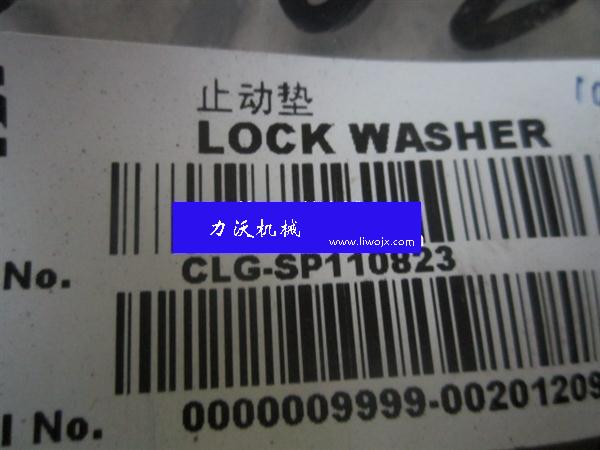 止动垫
LOCK WASHER
力沃机械
www.liwojx.com
No.
CLG-SP110823
l No.
0000009999-00201209